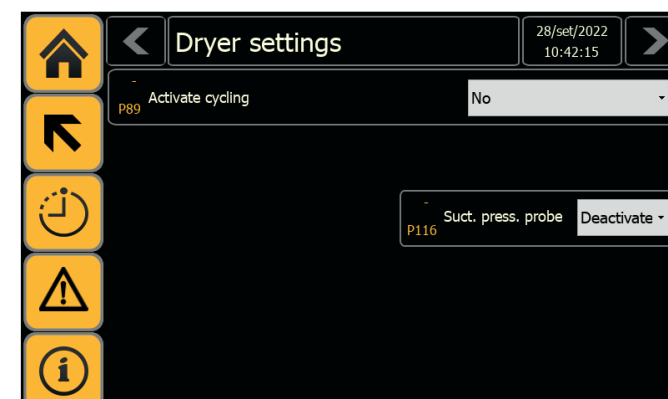 Dryer settings
28/set/2022
10:42:15
-
P89 Activate cycling No
-
P116 Suct. press. probe Deactivate